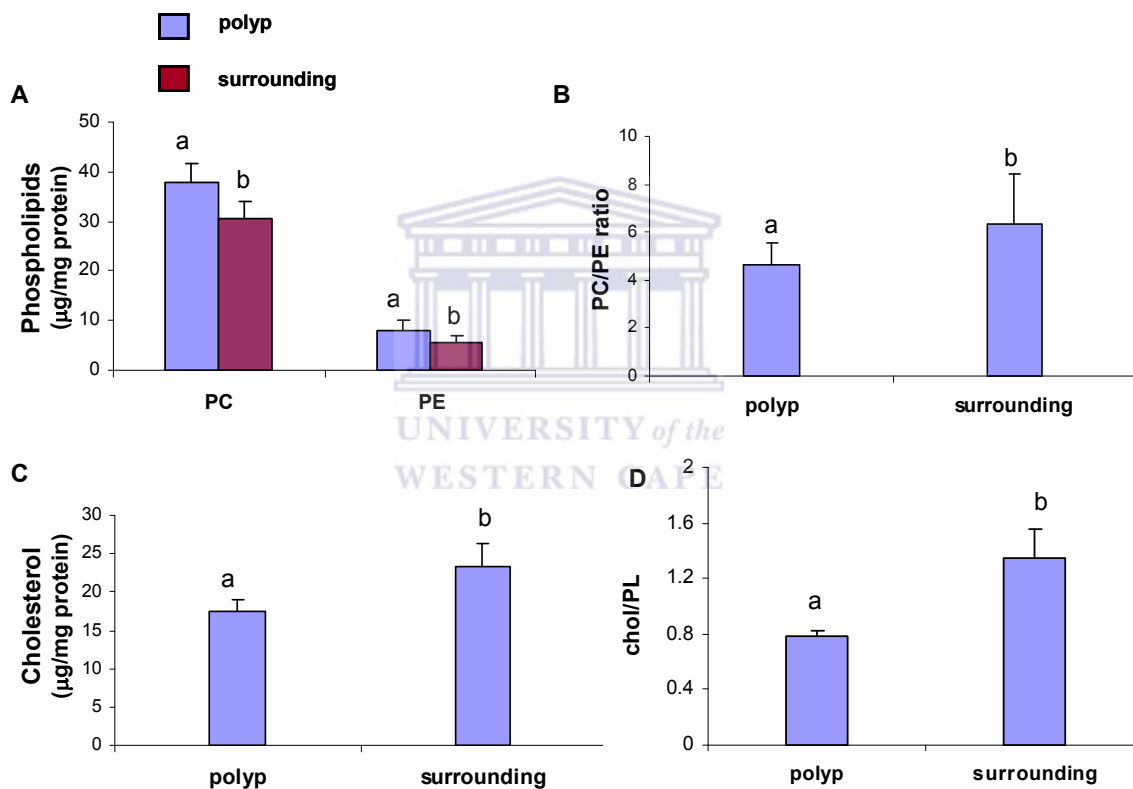 polyp
surrounding
A
Phospholipids
(µg/mg protein)
50
40
30
20
10
0
a
b
a
b
PC
PE
B
PC/PE ratio
10
8
6
4
2
0
a
b
polyp
surrounding
UNIVERSITY of the
WESTERN CAPE
C
Cholesterol
(µg/mg protein)
30
25
20
15
10
5
0
a
b
polyp
surrounding
D
chol/PL
2
1.6
1.2
0.8
0.4
0
a
b
polyp
surrounding